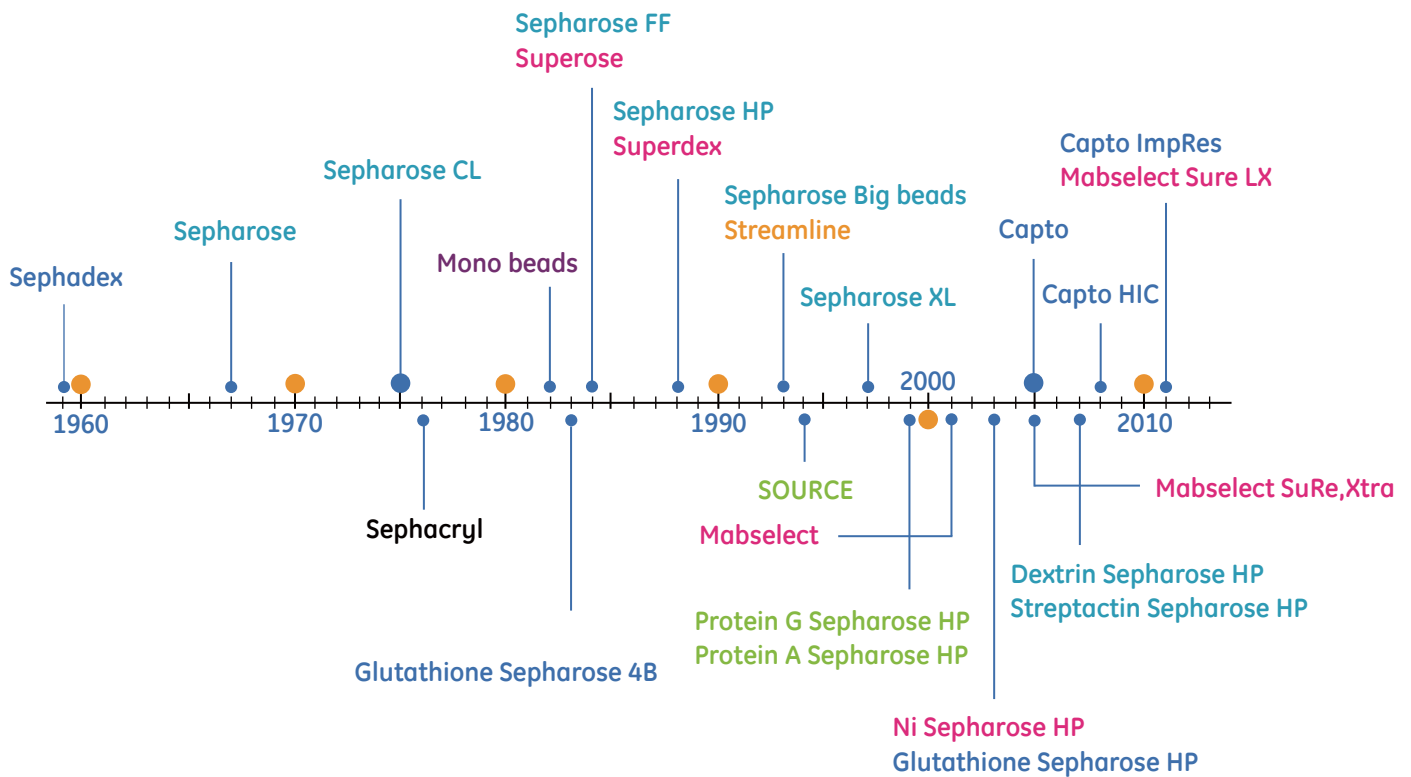 Sepharose FF
Superose
Sepharose HP
Superdex
Capto ImpRes
Mabselect Sure LX
Sepharose CL
Sepharose Big beads
Streamline
Sepharose
Capto
Mono beads
Sephadex
Sepharose XL
Capto HIC
2000
1960
1970
1980
1990
2010
SOURCE
Mabselect SuRe,Xtra
Sephacryl
Mabselect
Dextrin Sepharose HP
Streptactin Sepharose HP
Protein G Sepharose HP
Protein A Sepharose HP
Glutathione Sepharose 4B
Ni Sepharose HP
Glutathione Sepharose HP